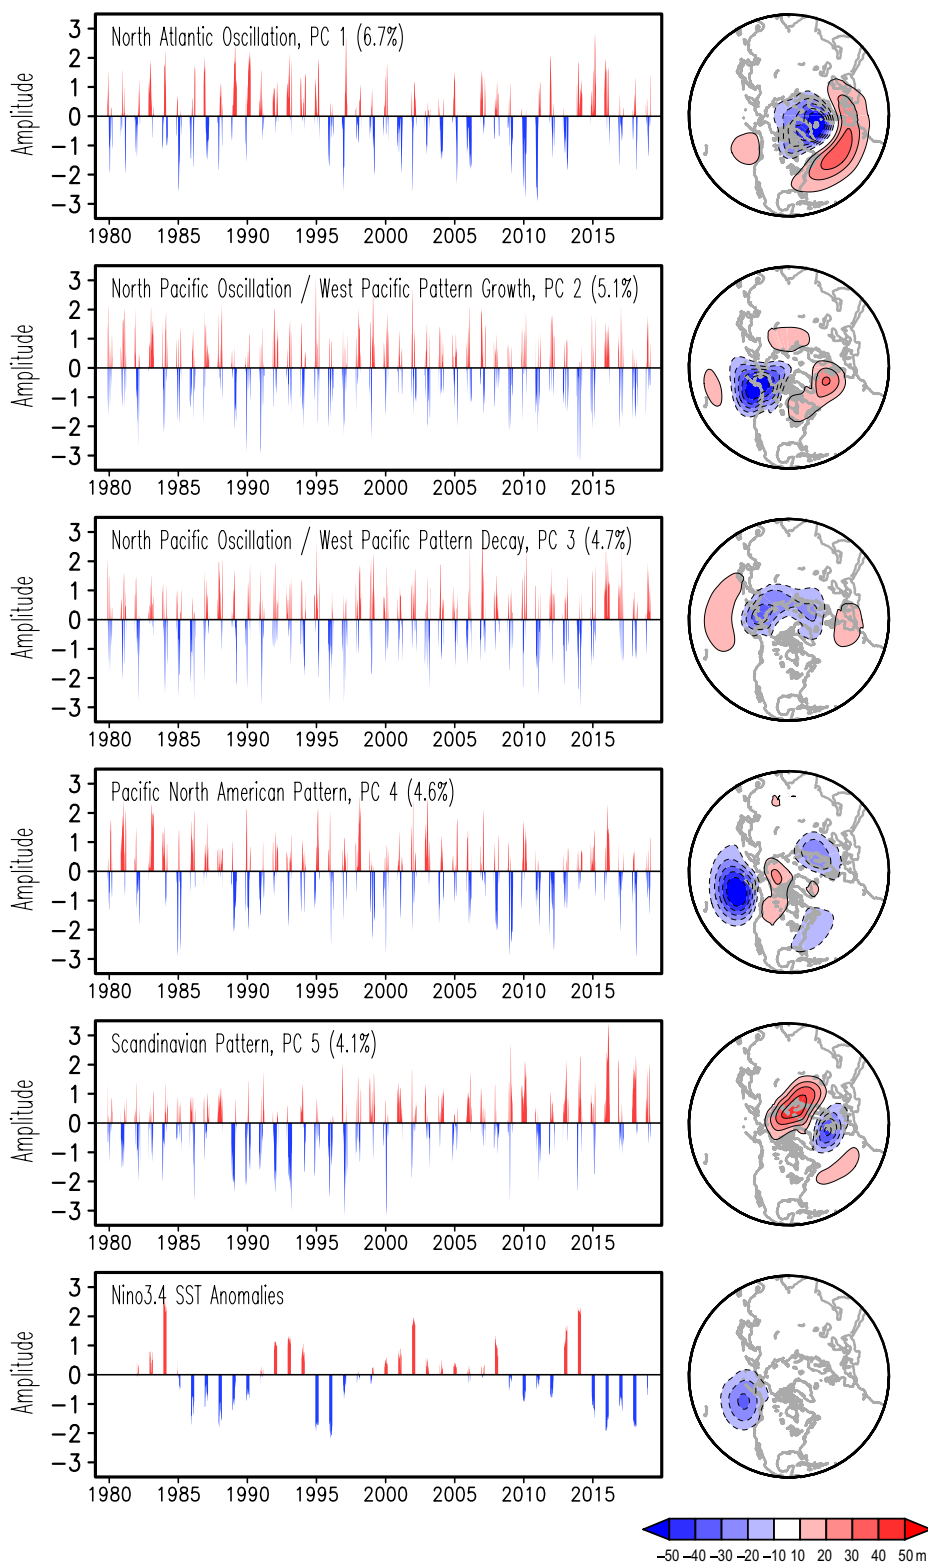 North Atlantic Oscillation, PC 1 (6.7%)
Amplitude
3
2
1
0
−1
−2
−3
1980 1985 1990 1995 2000 2005 2010 2015
North Pacific Oscillation / West Pacific Pattern Growth, PC 2 (5.1%)
Amplitude
3
2
1
0
−1
−2
−3
1980 1985 1990 1995 2000 2005 2010 2015
North Pacific Oscillation / West Pacific Pattern Decay, PC 3 (4.7%)
Amplitude
3
2
1
0
−1
−2
−3
1980 1985 1990 1995 2000 2005 2010 2015
Pacific North American Pattern, PC 4 (4.6%)
Amplitude
3
2
1
0
−1
−2
−3
1980 1985 1990 1995 2000 2005 2010 2015
Scandinavian Pattern, PC 5 (4.1%)
Amplitude
3
2
1
0
−1
−2
−3
1980 1985 1990 1995 2000 2005 2010 2015
Nino3.4 SST Anomalies
Amplitude
3
2
1
0
−1
−2
−3
1980 1985 1990 1995 2000 2005 2010 2015
−50 −40 −30 −20 −10 10 20 30 40 50 m